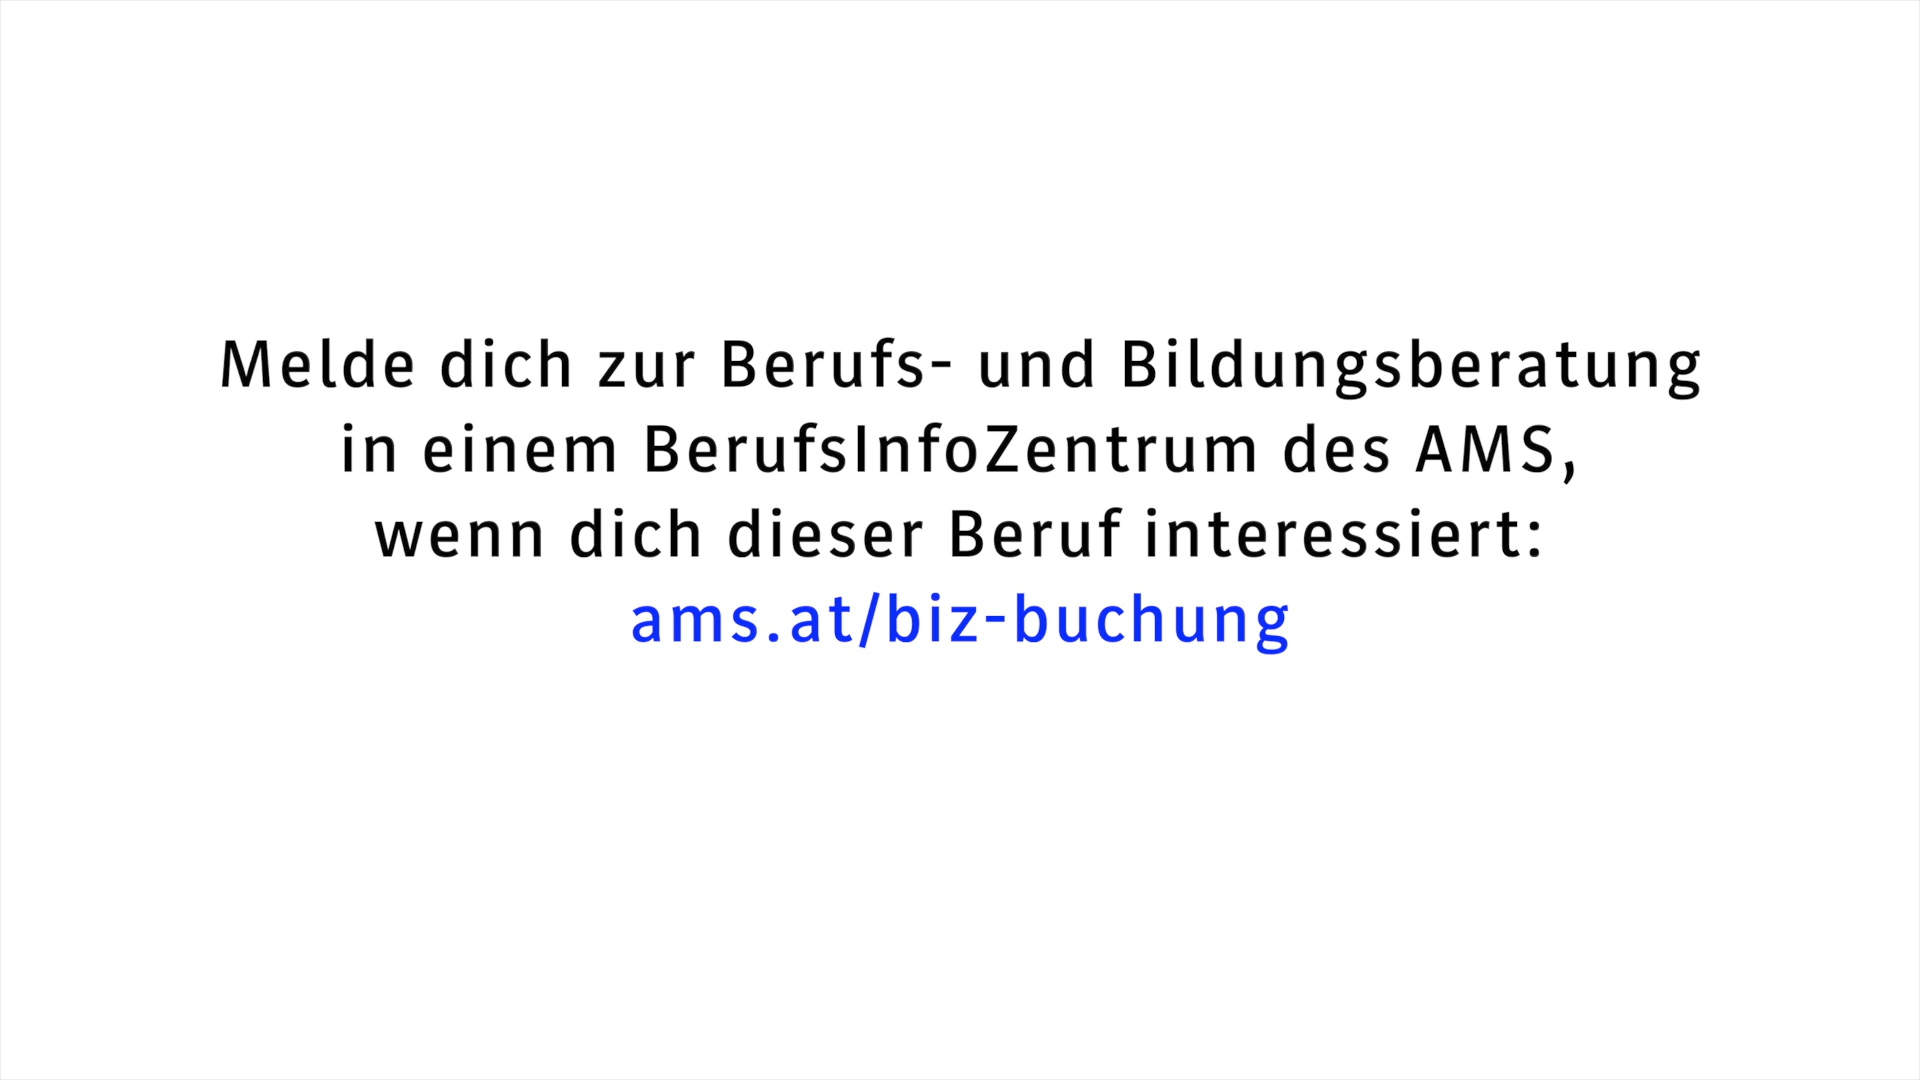 Melde dich zur Berufs- und Bildungsberatung
in einem BerufsInfoZentrum des AMS,
wenn dich dieser Beruf interessiert:
ams.at/biz-buchung